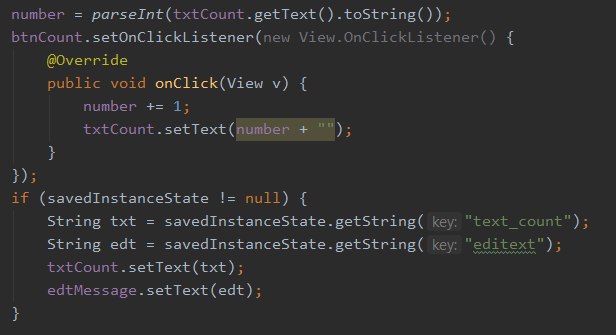 number = parseInt(txtCount.getText().toString());
btnCount.setOnClickListener(new View.OnClickListener() {
    @Override
    public void onClick(View v) {
        number += 1;
        txtCount.setText(number + "");
    }
});
if (savedInstanceState != null) {
    String txt = savedInstanceState.getString( key: "text_count");
    String edt = savedInstanceState.getString( key: "editext");
    txtCount.setText(txt);
    edtMessage.setText(edt);
}